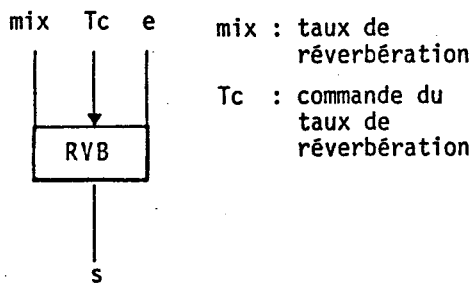 mix Tc e
mix : taux de
réverbération
Tc : commande du
taux de
réverbération
RVB
s